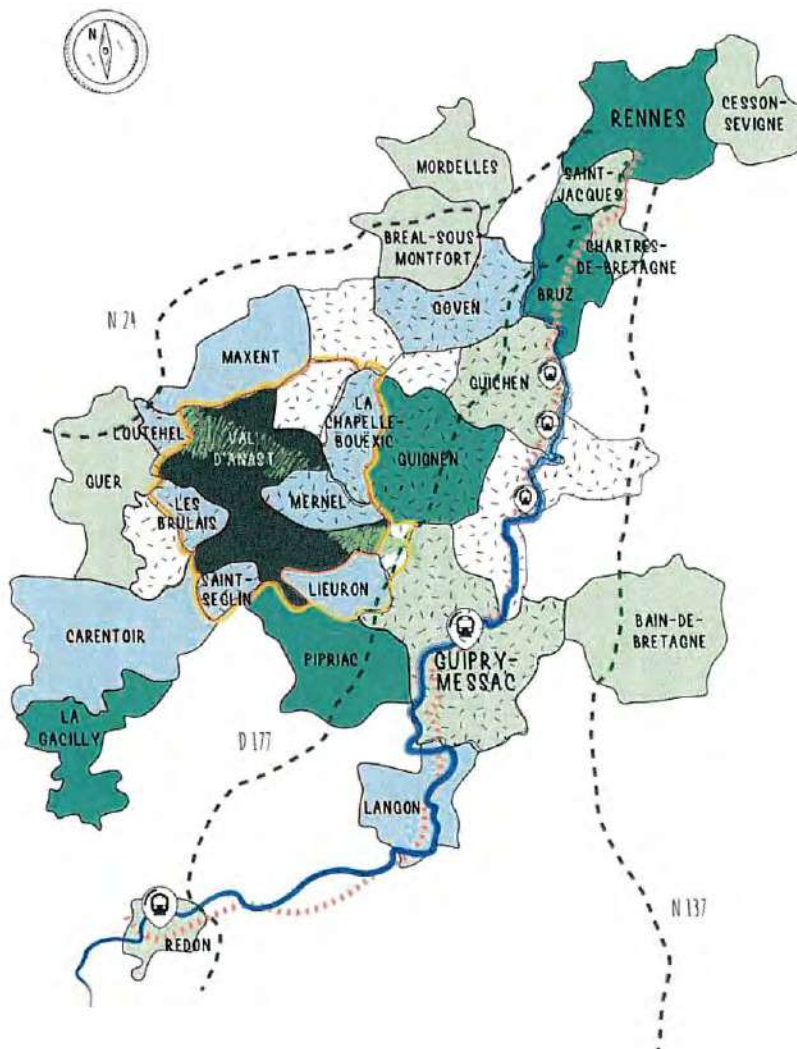 N
RENNES
CESSON-
SEVIGNE
MORDELLES
SAINT-
JACQUES
BREAL-SOUS
MONTFORT
CHARTRES-
DE-BRETAGNE
GOVEN
BRUZ
N 24
MAXENT
GUICHEN
LA
CHAPELLE-
BOUËXIC
LOUTEHEL
VAL
D'ANAST
GUIGNEN
GUER
MERNEL
LES
BRULAIS
SAINT-
SEGLIN
LIEURON
CARENTOIR
BAIN-DE-
BRETAGNE
PIPRIAC
GUIPRY-
MESSAC
LA
GACILLY
D 177
LANGON
N 137
REDON